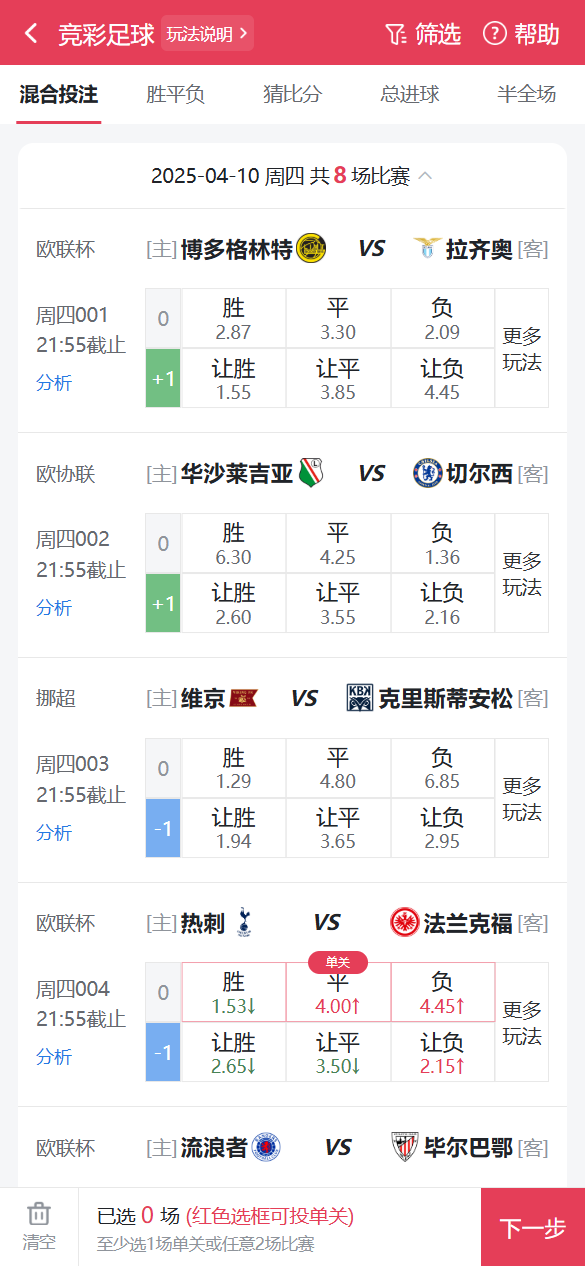 竞彩足球 玩法说明 筛选 帮助
混合投注 胜平负 猜比分 总进球 半全场
2025-04-10 周四 共8场比赛
欧联杯 [主]博多格林特 VS 拉齐奥[客]
周四001
21:55截止
分析
0 胜 平 负
2.87 3.30 2.09
+1 让胜 让平 让负
1.55 3.85 4.45
更多
玩法
欧协联 [主]华沙莱吉亚 VS 切尔西[客]
周四002
21:55截止
分析
0 胜 平 负
6.30 4.25 1.36
+1 让胜 让平 让负
2.60 3.55 2.16
更多
玩法
挪超 [主]维京 VS KBK 克里斯蒂安松[客]
周四003
21:55截止
分析
0 胜 平 负
1.29 4.80 6.85
-1 让胜 让平 让负
1.94 3.65 2.95
更多
玩法
欧联杯 [主]热刺 VS 法兰克福[客]
周四004
21:55截止
分析
单关
0 胜 平 负
1.53↓ 4.00↑ 4.45↑
-1 让胜 让平 让负
2.65↓ 3.50↓ 2.15↑
更多
玩法
欧联杯 [主]流浪者 VS 毕尔巴鄂[客]
清空
已选 0 场 (红色选框可投单关)
至少选1场单关或任意2场比赛
下一步